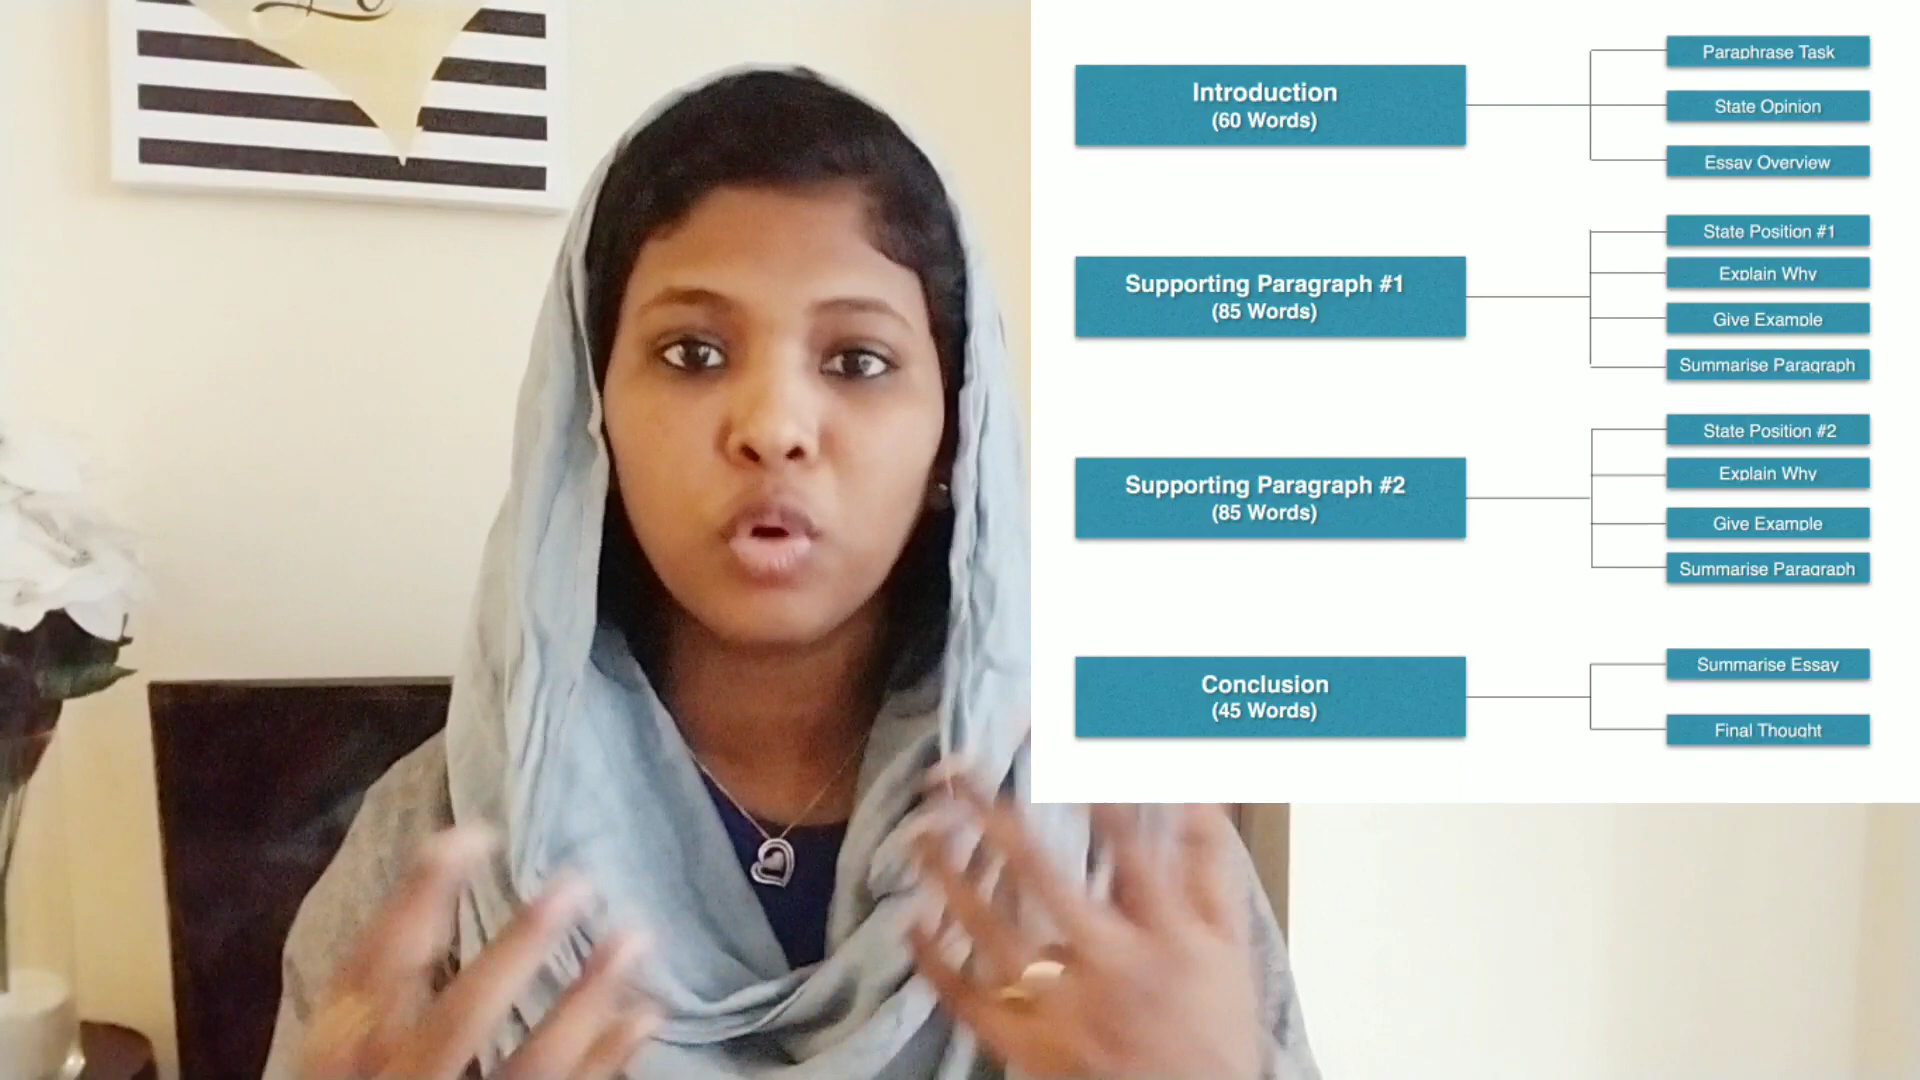 Introduction
(60 Words)
Paraphrase Task
State Opinion
Essay Overview
Supporting Paragraph #1
(85 Words)
State Position #1
Explain Why
Give Example
Summarise Paragraph
Supporting Paragraph #2
(85 Words)
State Position #2
Explain Why
Give Example
Summarise Paragraph
Conclusion
(45 Words)
Summarise Essay
Final Thought